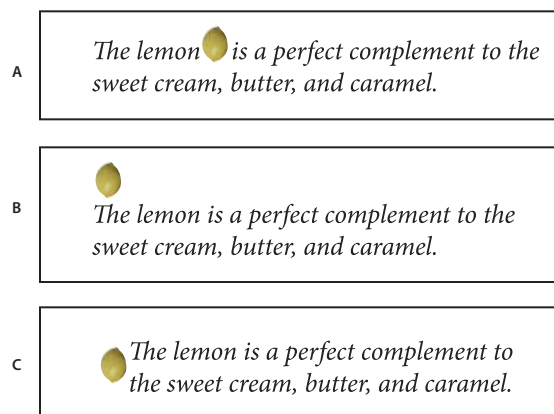 A
The lemon is a perfect complement to the
sweet cream, butter, and caramel.
B
The lemon is a perfect complement to the
sweet cream, butter, and caramel.
C
The lemon is a perfect complement to
the sweet cream, butter, and caramel.